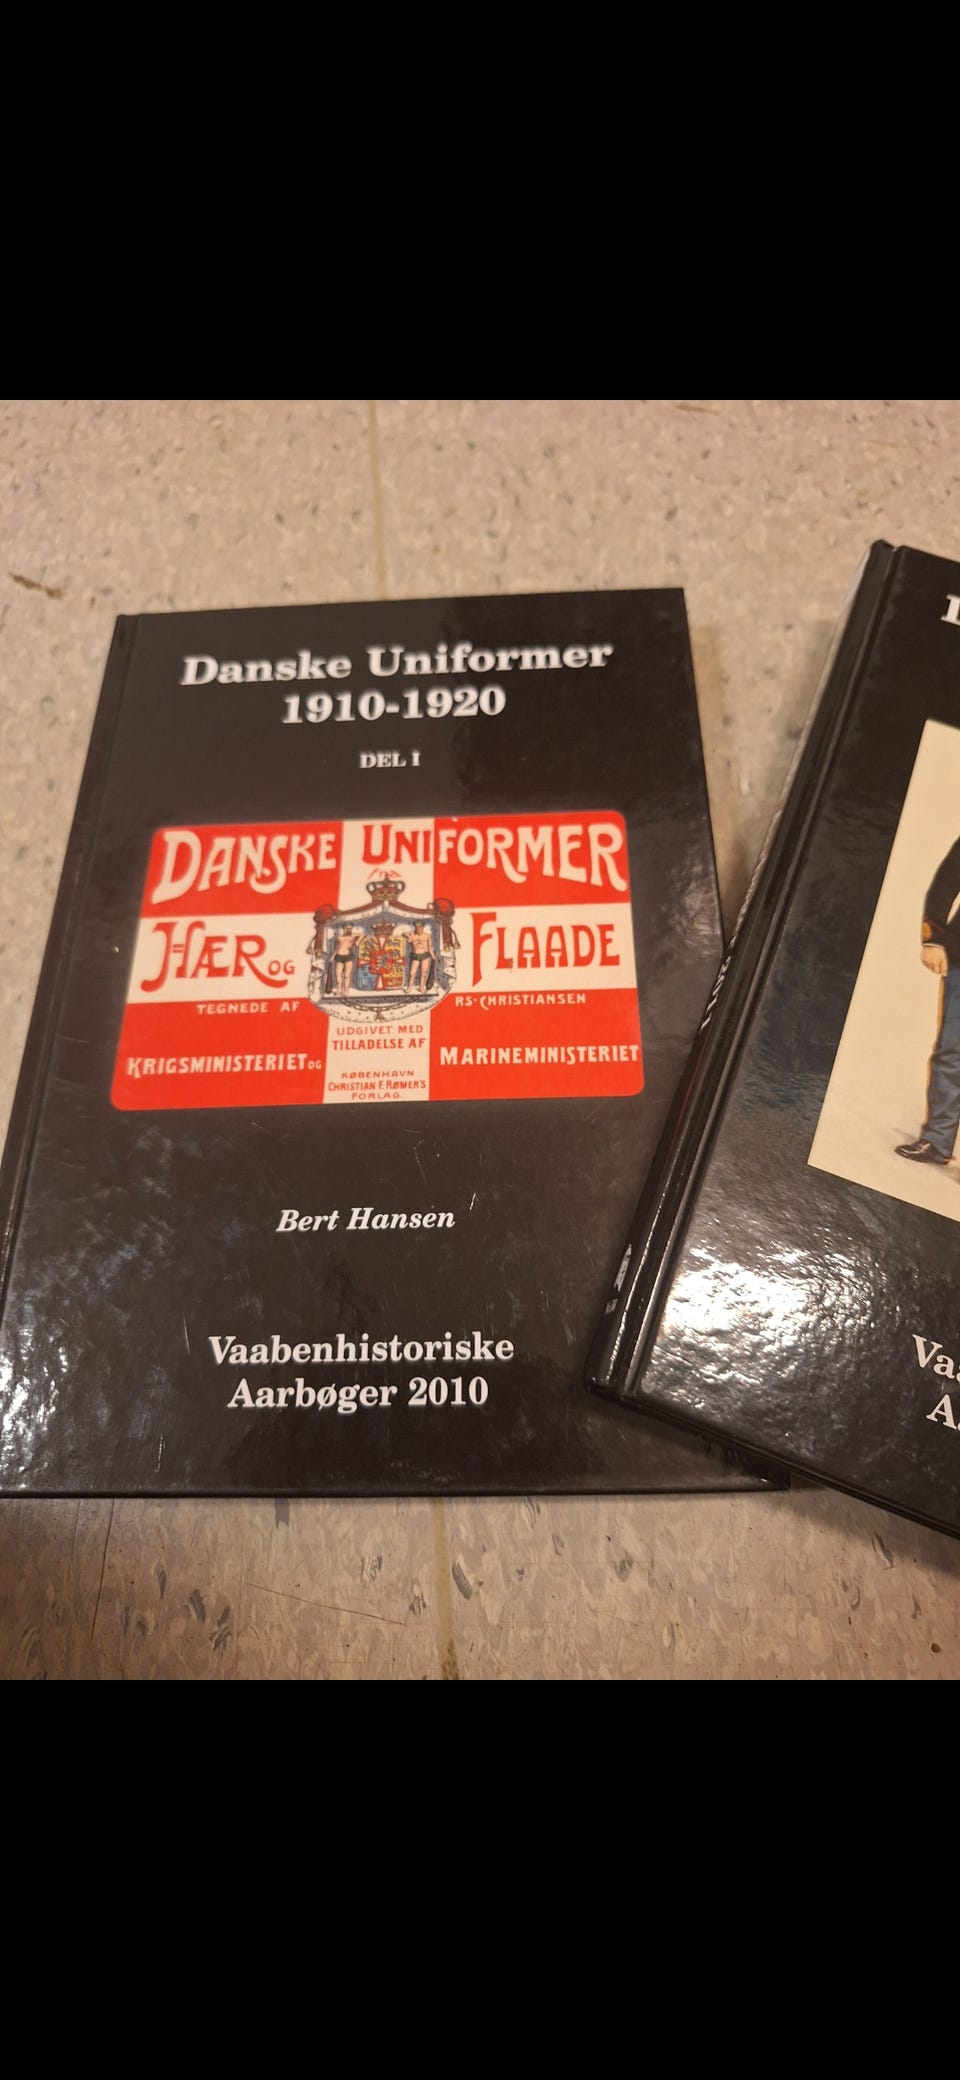 Danske Uniformer
1910-1920
DEL I
DANSKE UNIFORMER
fra
HÆR OG FLAADE
TEGNEDE AF RS. CHRISTIANSEN
UDGIVET MED
TILLADELSE AF
KRIGSMINISTERIET OG MARINEMINISTERIET
KØBENHAVN
CHRISTIAN F. RØMER'S
FORLAG.
Bert Hansen
Vaabenhistoriske
Aarbøger 2010